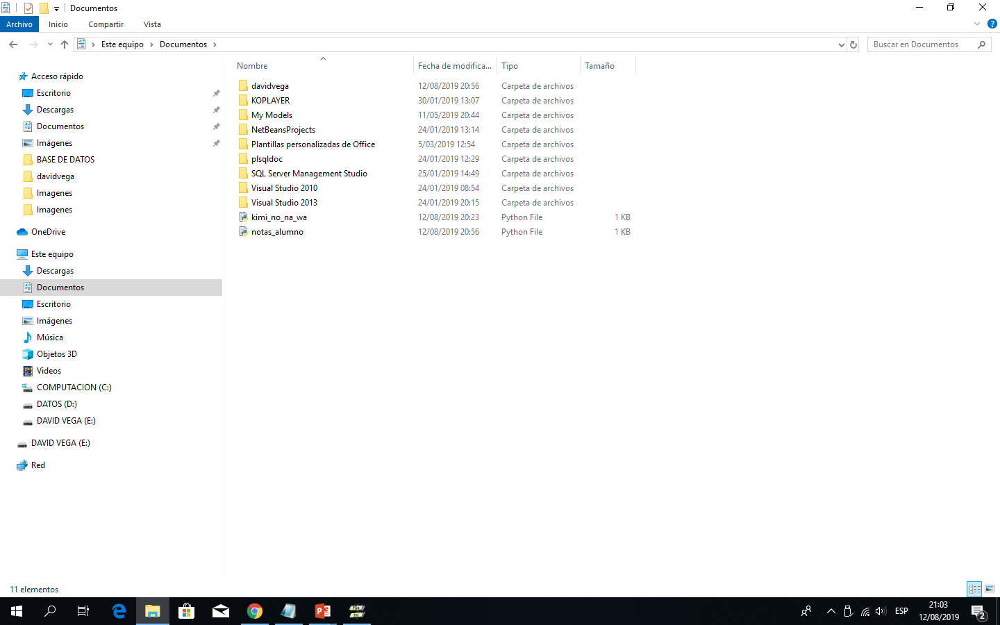 Documentos
Archivo Inicio Compartir Vista
Este equipo Documentos
Buscar en Documentos
Acceso rápido
Escritorio
Descargas
Documentos
Imágenes
BASE DE DATOS
davidvega
Imagenes
Imagenes
OneDrive
Este equipo
Descargas
Documentos
Escritorio
Imágenes
Música
Objetos 3D
Videos
COMPUTACION (C:)
DATOS (D:)
DAVID VEGA (E:)
DAVID VEGA (E:)
Red
Nombre Fecha de modifica... Tipo Tamaño
davidvega 12/08/2019 20:56 Carpeta de archivos
KOPLAYER 30/01/2019 13:07 Carpeta de archivos
My Models 11/05/2019 20:44 Carpeta de archivos
NetBeansProjects 24/01/2019 13:14 Carpeta de archivos
Plantillas personalizadas de Office 5/03/2019 12:54 Carpeta de archivos
plsqldoc 24/01/2019 12:29 Carpeta de archivos
SQL Server Management Studio 25/01/2019 14:49 Carpeta de archivos
Visual Studio 2010 24/01/2019 08:54 Carpeta de archivos
Visual Studio 2013 24/01/2019 20:15 Carpeta de archivos
kimi_no_na_wa 12/08/2019 20:23 Python File 1 KB
notas_alumno 12/08/2019 20:56 Python File 1 KB
11 elementos
ESP
21:03
12/08/2019
2